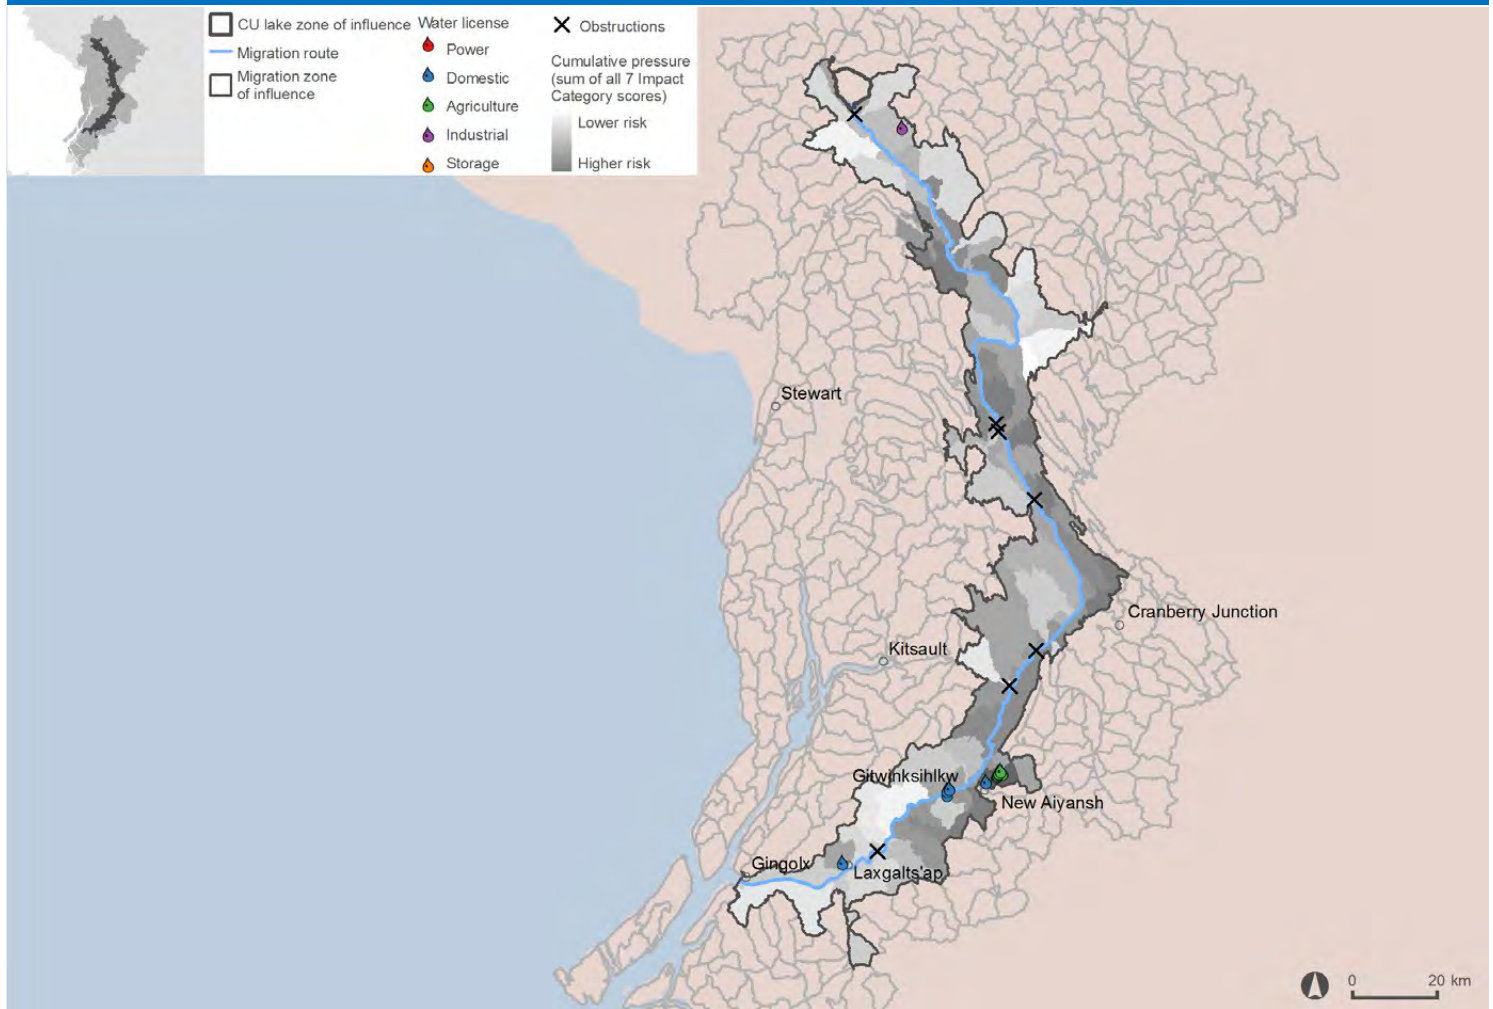 CU lake zone of influence
Migration route
Migration zone
of influence
Water license
Power
Domestic
Agriculture
Industrial
Storage
Obstructions
Cumulative pressure
(sum of all 7 Impact
Category scores)
Lower risk
Higher risk
Stewart
Cranberry Junction
Kitsault
Gitwinksihlkw
New Aiyansh
Gingolx
Laxgalts'ap
0 20 km